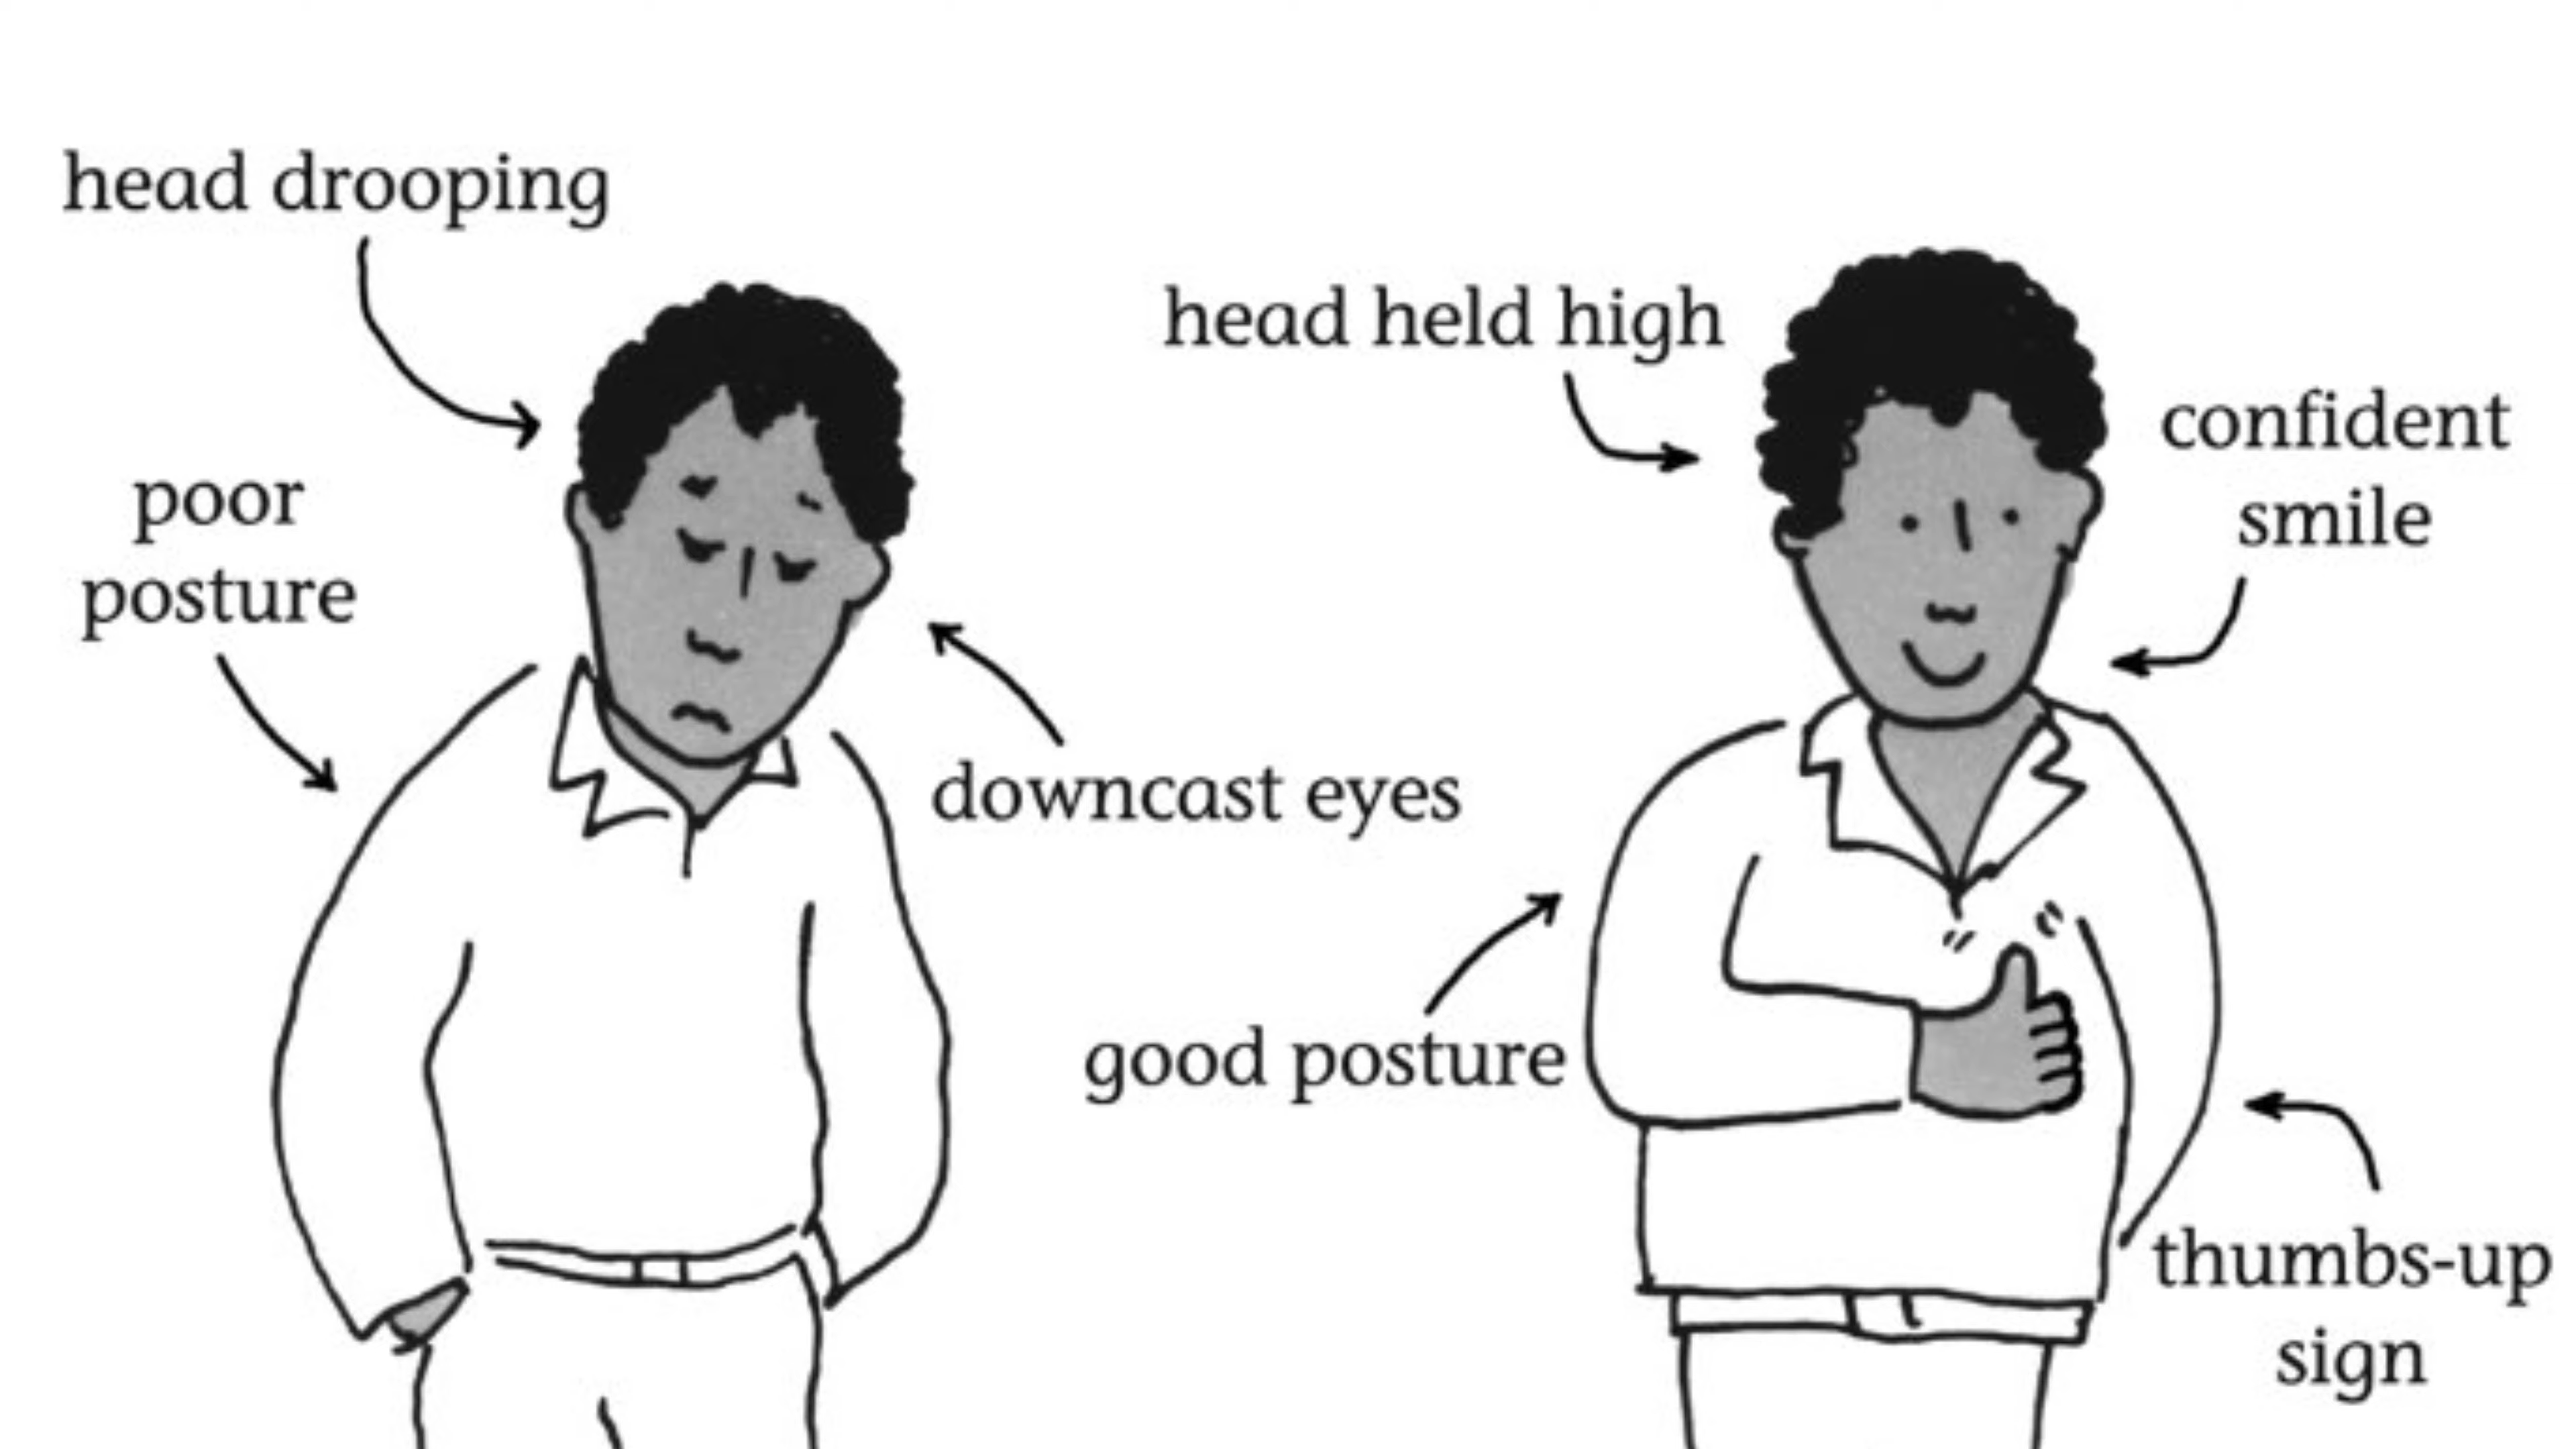 head drooping
poor
posture
downcast eyes
head held high
confident
smile
good posture
thumbs-up
sign